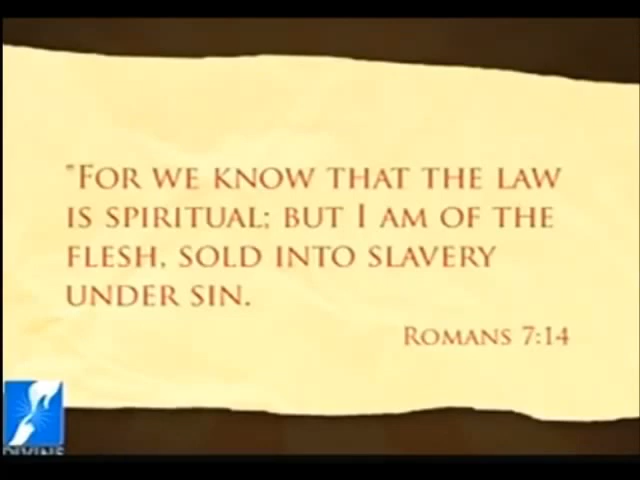 "For we know that the law
is spiritual; but I am of the
flesh, sold into slavery
under sin.
Romans 7:14